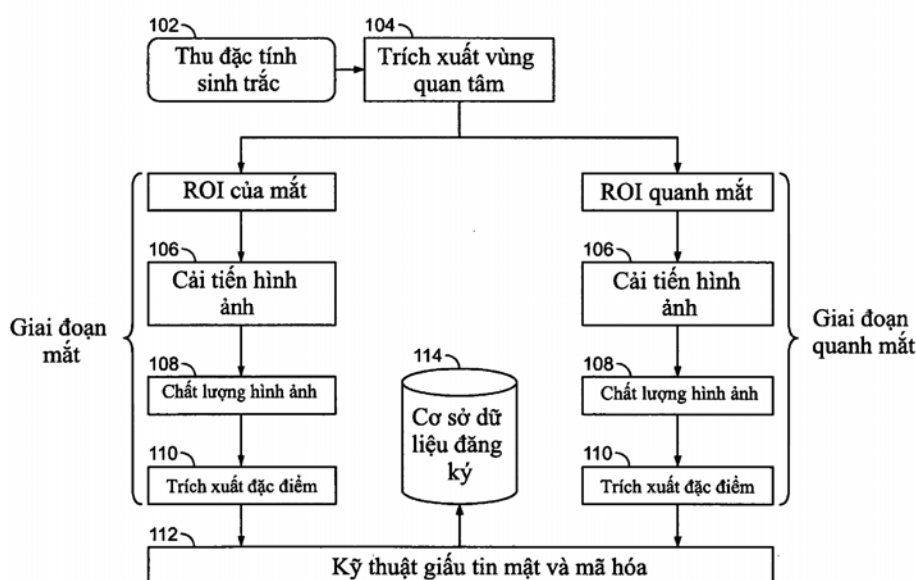 102
Thu đặc tính
sinh trắc
104
Trích xuất vùng
quan tâm
ROI của mắt
ROI quanh mắt
106
Cải tiến hình
ảnh
106
Cải tiến hình
ảnh
Giai đoạn
mắt
Giai đoạn
quanh mắt
108
Chất lượng hình ảnh
114
Cơ sở dữ
liệu đăng
ký
108
Chất lượng hình ảnh
110
Trích xuất đặc điểm
110
Trích xuất đặc điểm
112
Kỹ thuật giấu tin mật và mã hóa